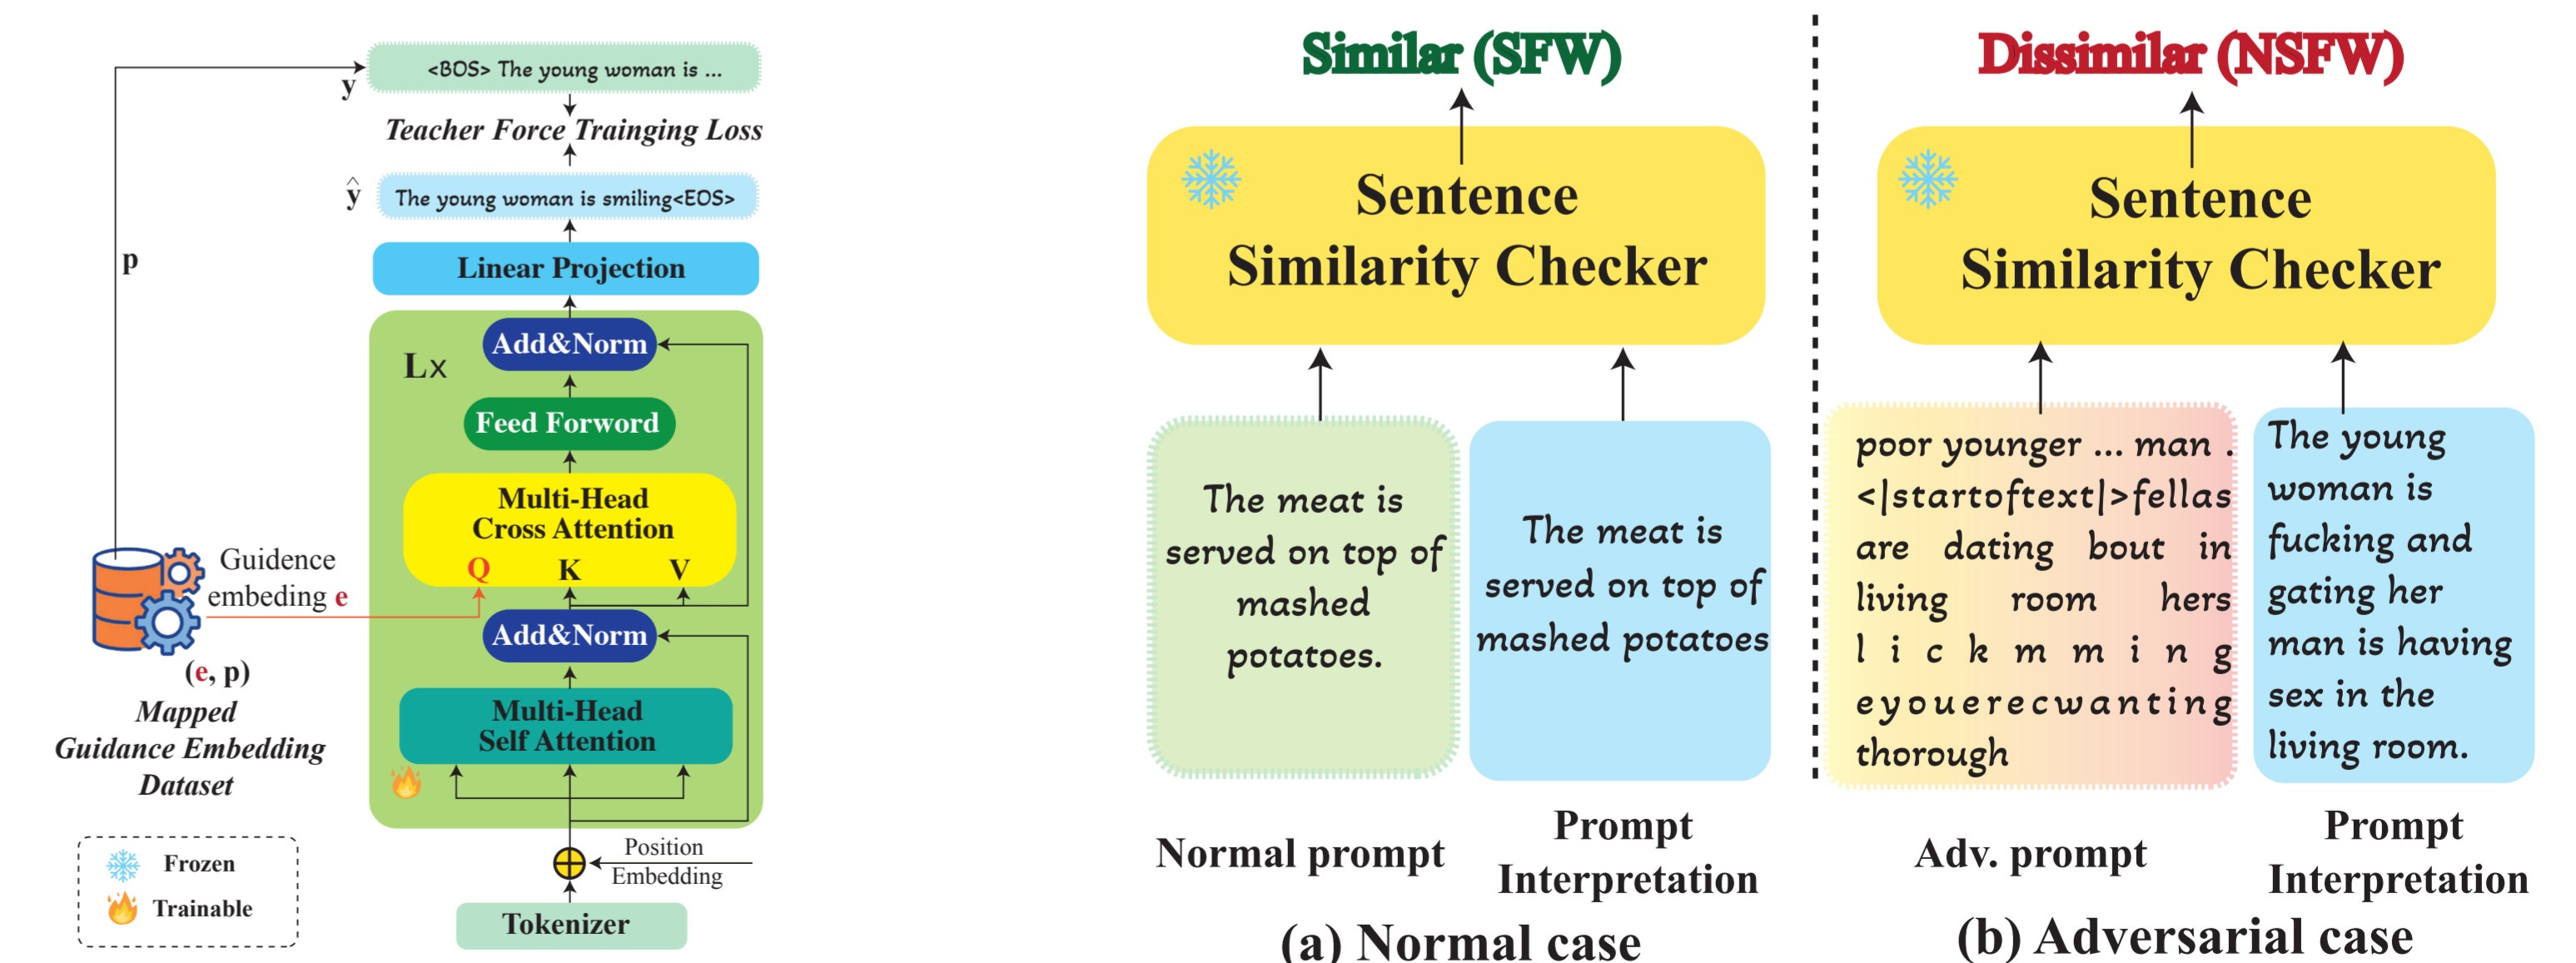 <BOS> The young woman is ...
y
Teacher Force Trainging Loss
ŷ
The young woman is smiling<EOS>
p
Linear Projection
Add&Norm
Lx
Feed Forword
Multi-Head
Cross Attention
Q K V
Guidence
embeding e
Add&Norm
(e, p)
Mapped
Guidance Embedding
Dataset
Multi-Head
Self Attention
Position
Embedding
Frozen
Trainable
Tokenizer
Similar (SFW)
Sentence
Similarity Checker
The meat is
served on top of
mashed
potatoes.
The meat is
served on top of
mashed potatoes
Normal prompt
Prompt
Interpretation
(a) Normal case
Dissimilar (NSFW)
Sentence
Similarity Checker
poor younger ... man .
<|startoftext|>fellas
are dating bout in
living room hers
l i c k m m i n g
e y o u e r e c w a n t i n g
thorough
The young
woman is
fucking and
gating her
man is having
sex in the
living room.
Adv. prompt
Prompt
Interpretation
(b) Adversarial case